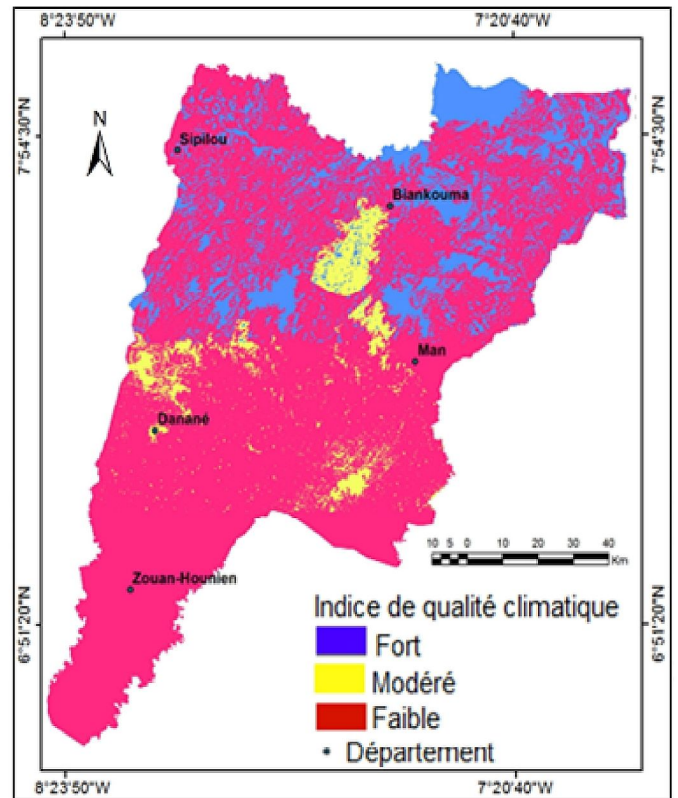 8°23'50"W 7°20'40"W
7°54'30"N 7°54'30"N
N
Sipilou
Biankouma
Man
Danané
Zouan-Hounien
10 5 0 10 20 30 40
Km
6°51'20"N 6°51'20"N
Indice de qualité climatique
Fort
Modéré
Faible
Département
8°23'50"W 7°20'40"W